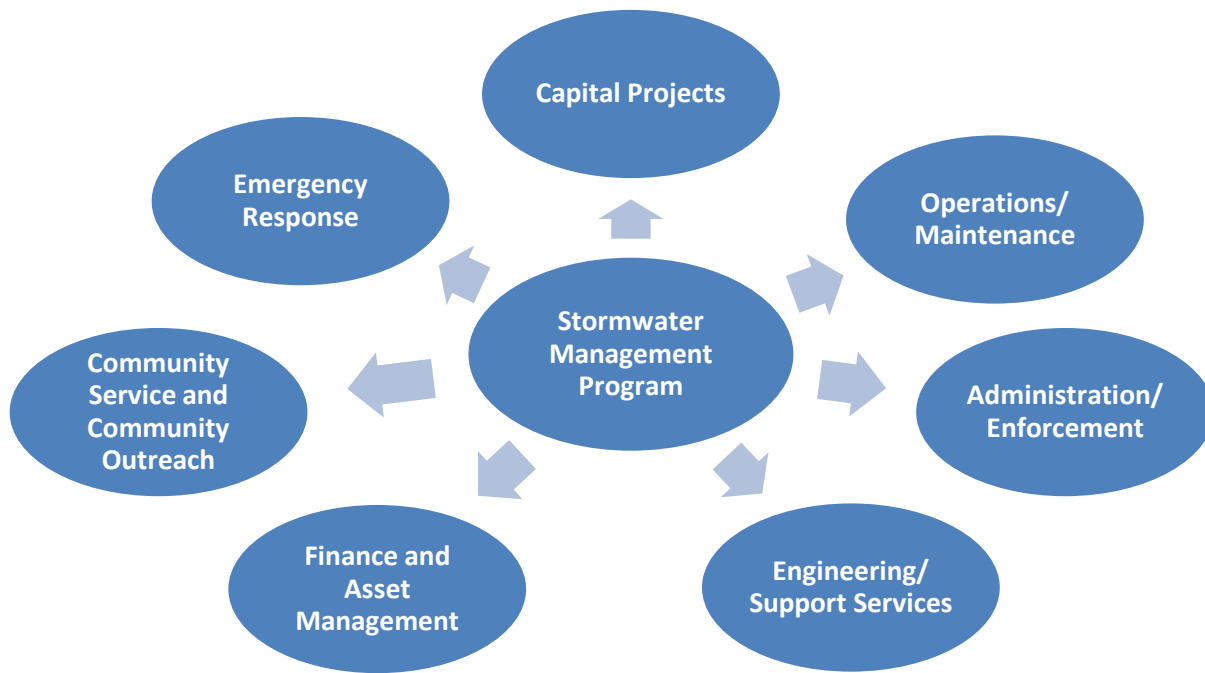 Capital Projects
Emergency
Response
Operations/
Maintenance
Stormwater
Management
Program
Community
Service and
Community
Outreach
Administration/
Enforcement
Finance and
Asset
Management
Engineering/
Support Services